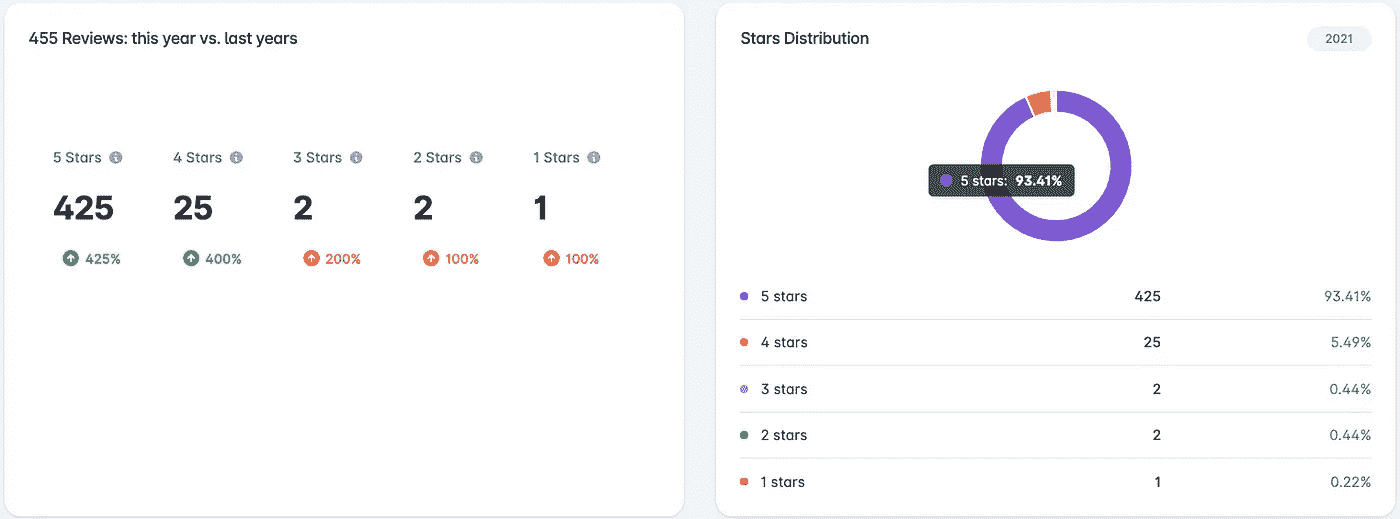 455 Reviews: this year vs. last years
5 Stars 4 Stars 3 Stars 2 Stars 1 Stars
425 25 2 2 1
425% 400% 200% 100% 100%
Stars Distribution 2021
5 stars: 93.41%
5 stars 425 93.41%
4 stars 25 5.49%
3 stars 2 0.44%
2 stars 2 0.44%
1 stars 1 0.22%